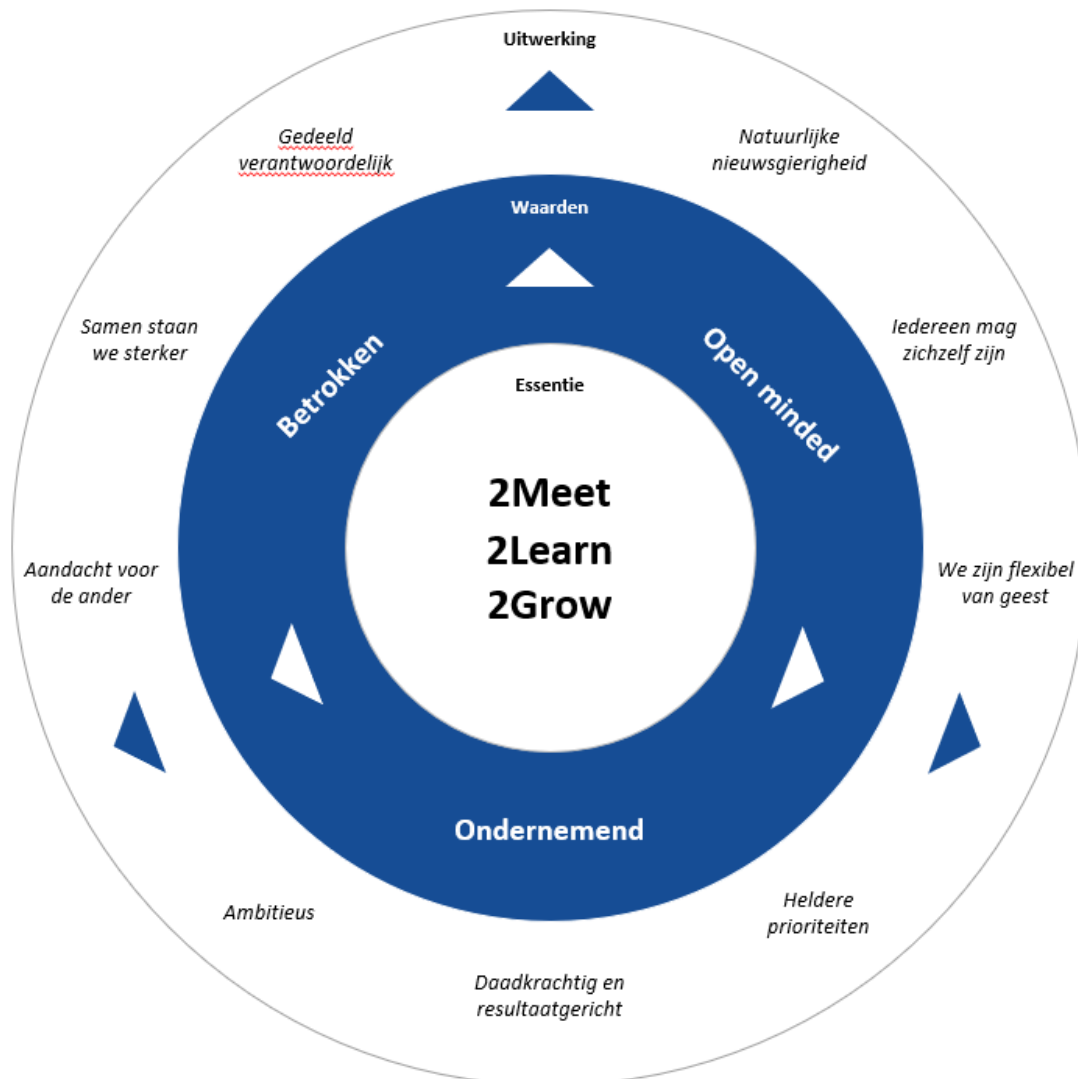 Uitwerking
Gedeeld
verantwoordelijk
Natuurlijke
nieuwsgierigheid
Waarden
Samen staan
we sterker
Betrokken
Open minded
Iedereen mag
zichzelf zijn
Essentie
2Meet
2Learn
2Grow
Aandacht voor
de ander
We zijn flexibel
van geest
Ondernemend
Ambitieus
Heldere
prioriteiten
Daadkrachtig en
resultaatgericht